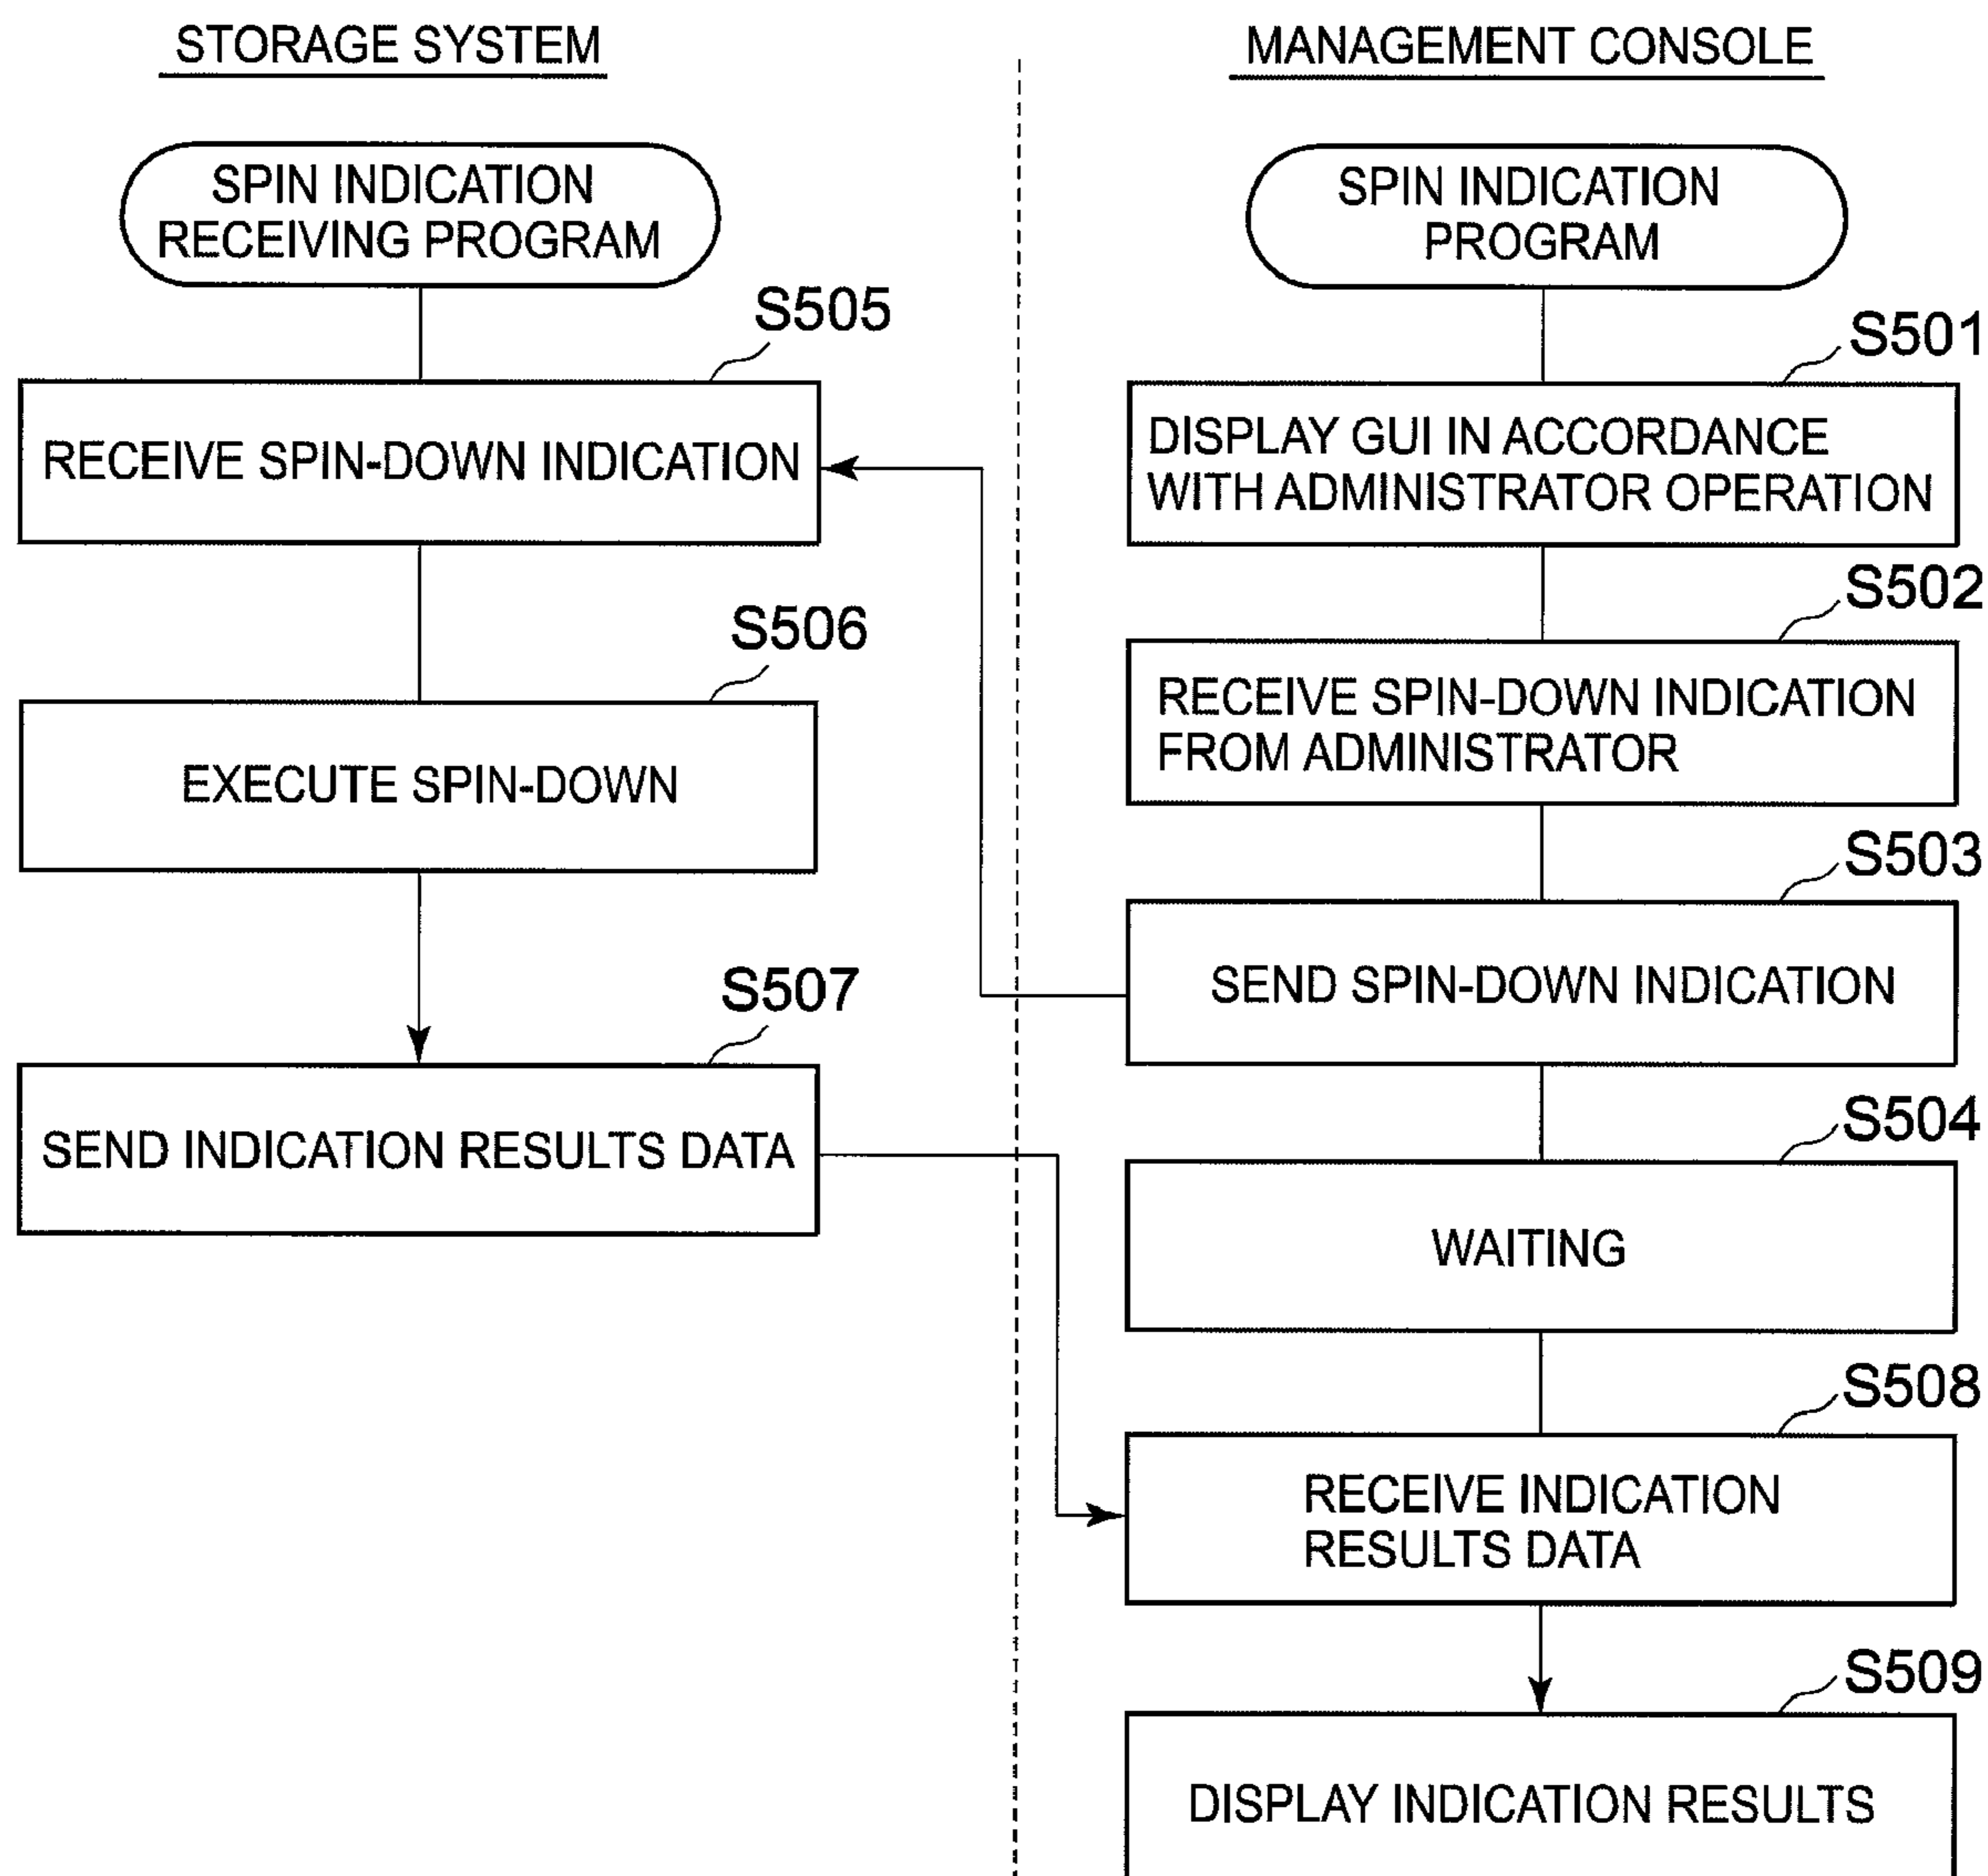 STORAGE SYSTEM
SPIN INDICATION
RECEIVING PROGRAM
S505
RECEIVE SPIN-DOWN INDICATION
S506
EXECUTE SPIN-DOWN
S507
SEND INDICATION RESULTS DATA
MANAGEMENT CONSOLE
SPIN INDICATION
PROGRAM
S501
DISPLAY GUI IN ACCORDANCE
WITH ADMINISTRATOR OPERATION
S502
RECEIVE SPIN-DOWN INDICATION
FROM ADMINISTRATOR
S503
SEND SPIN-DOWN INDICATION
S504
WAITING
S508
RECEIVE INDICATION
RESULTS DATA
S509
DISPLAY INDICATION RESULTS